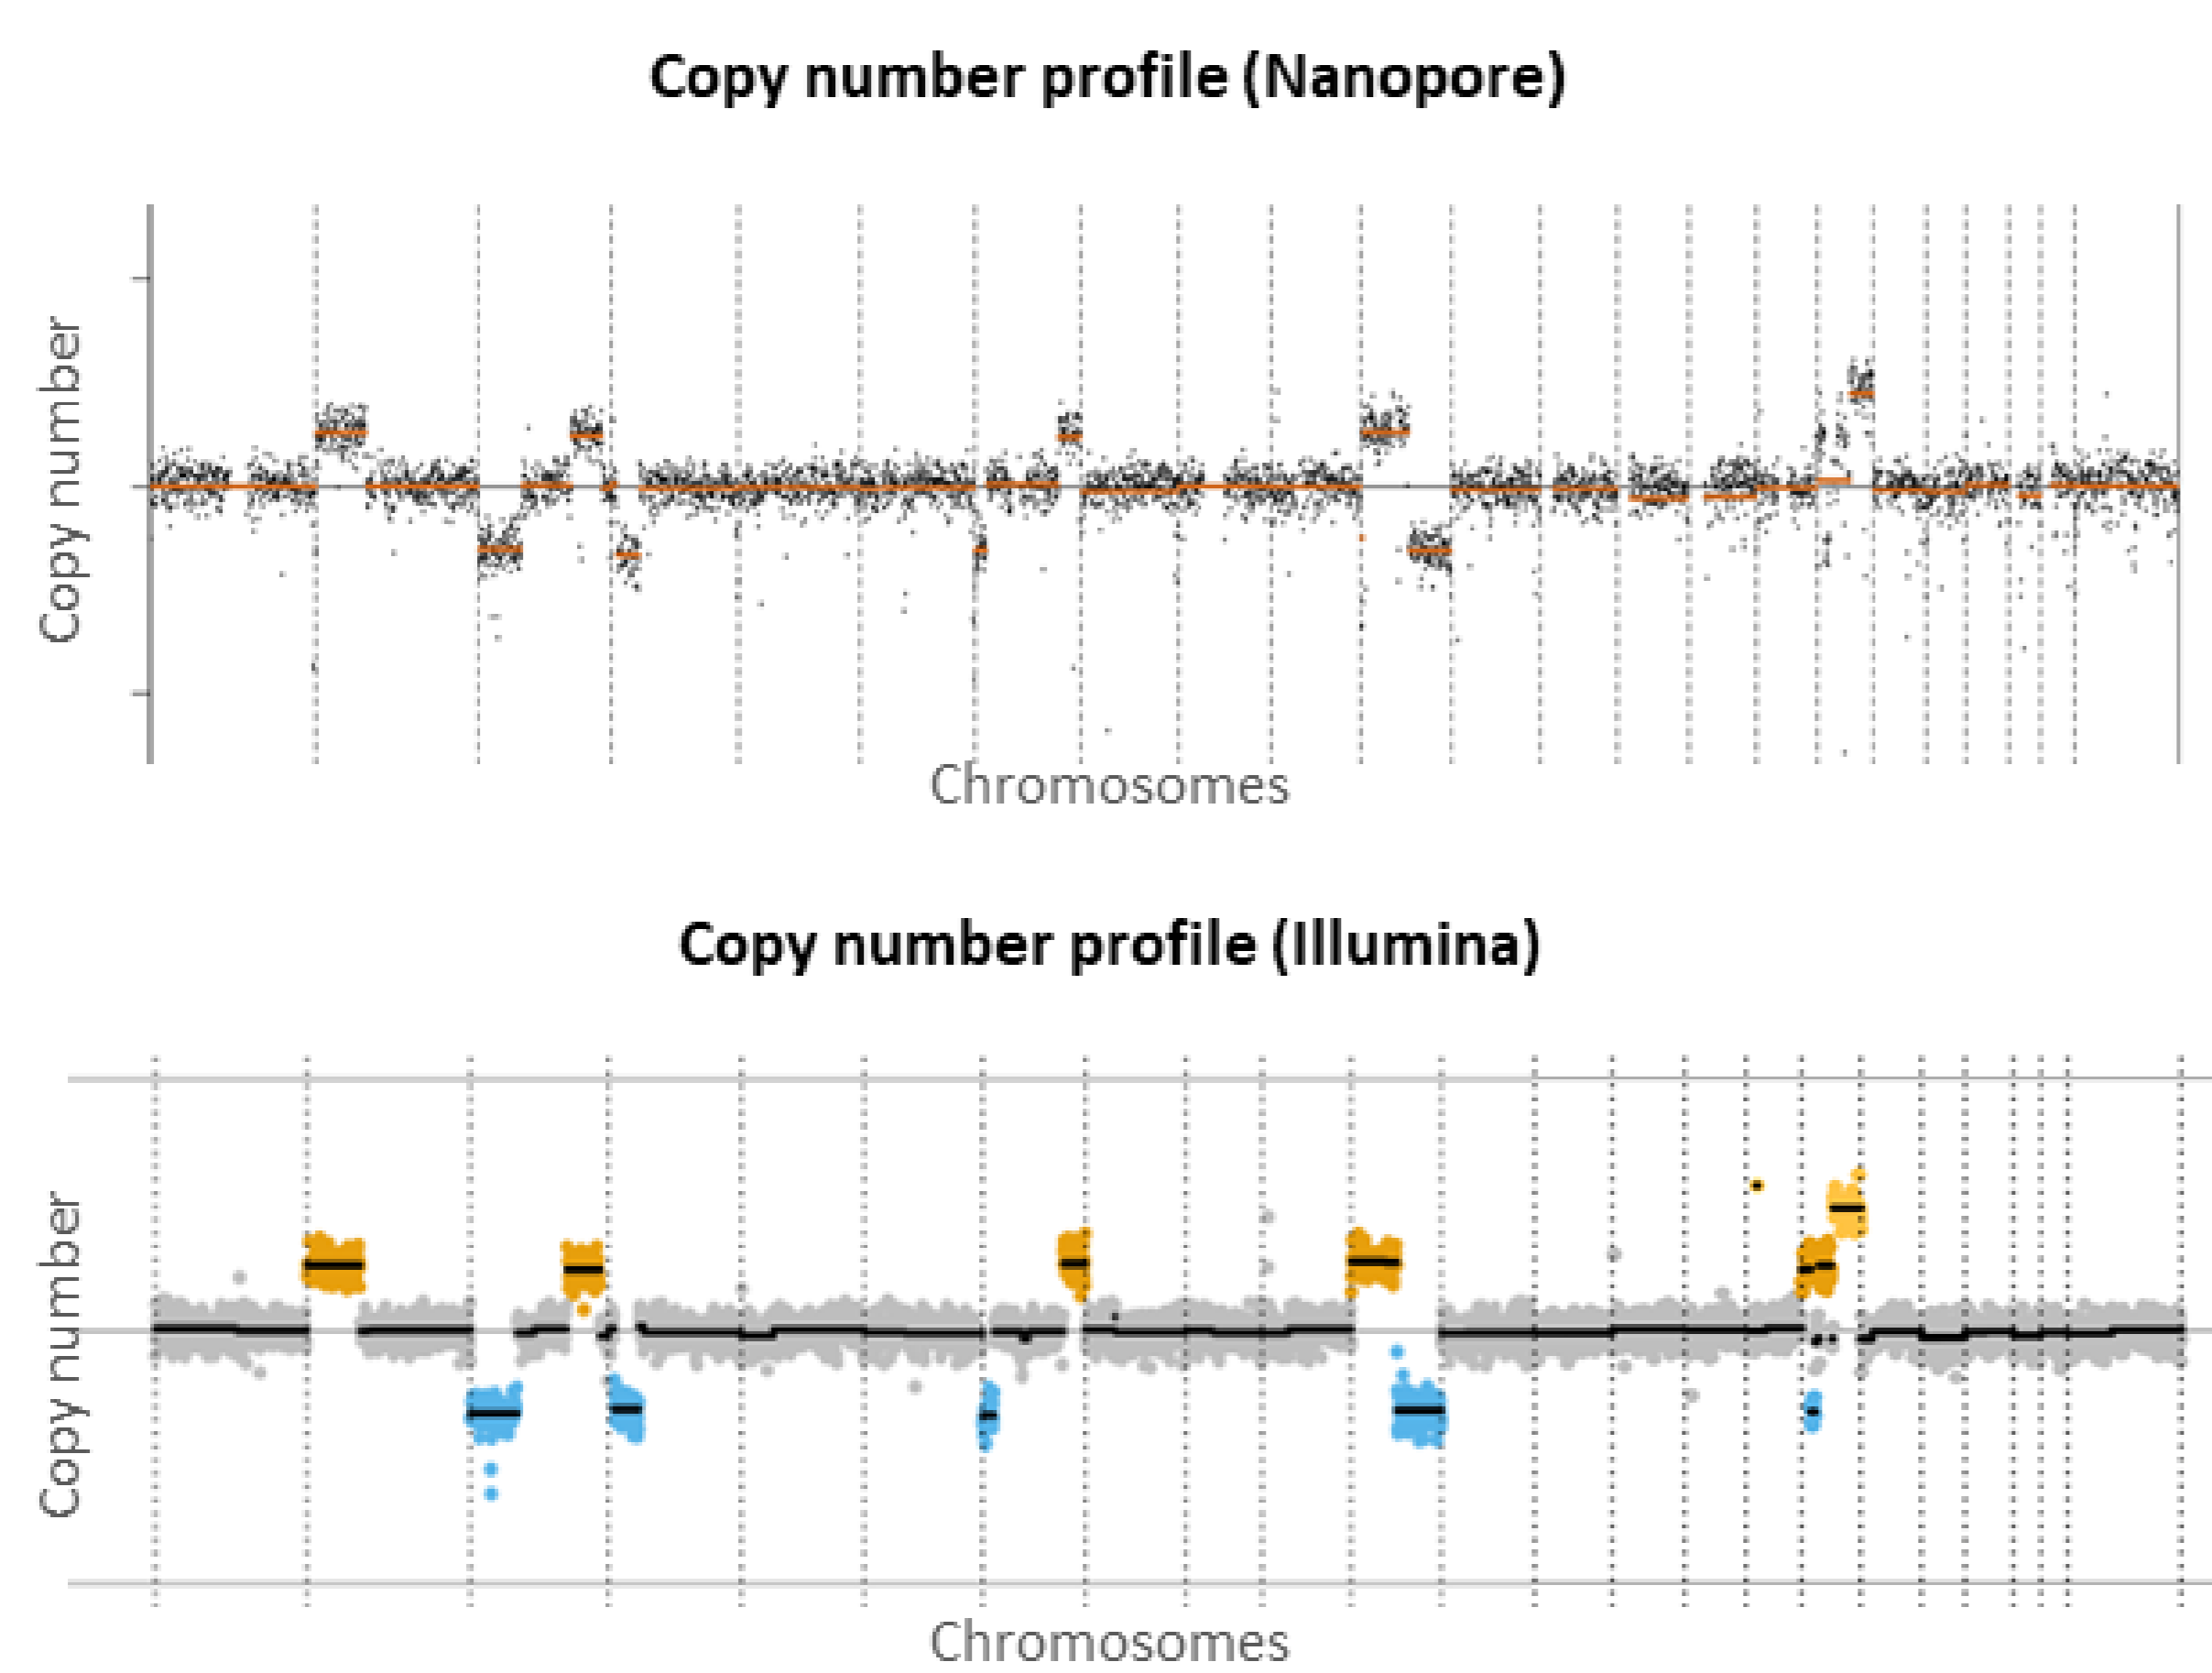 Copy number profile (Nanopore)
Copy number
Chromosomes
Copy number profile (Illumina)
Copy number
Chromosomes